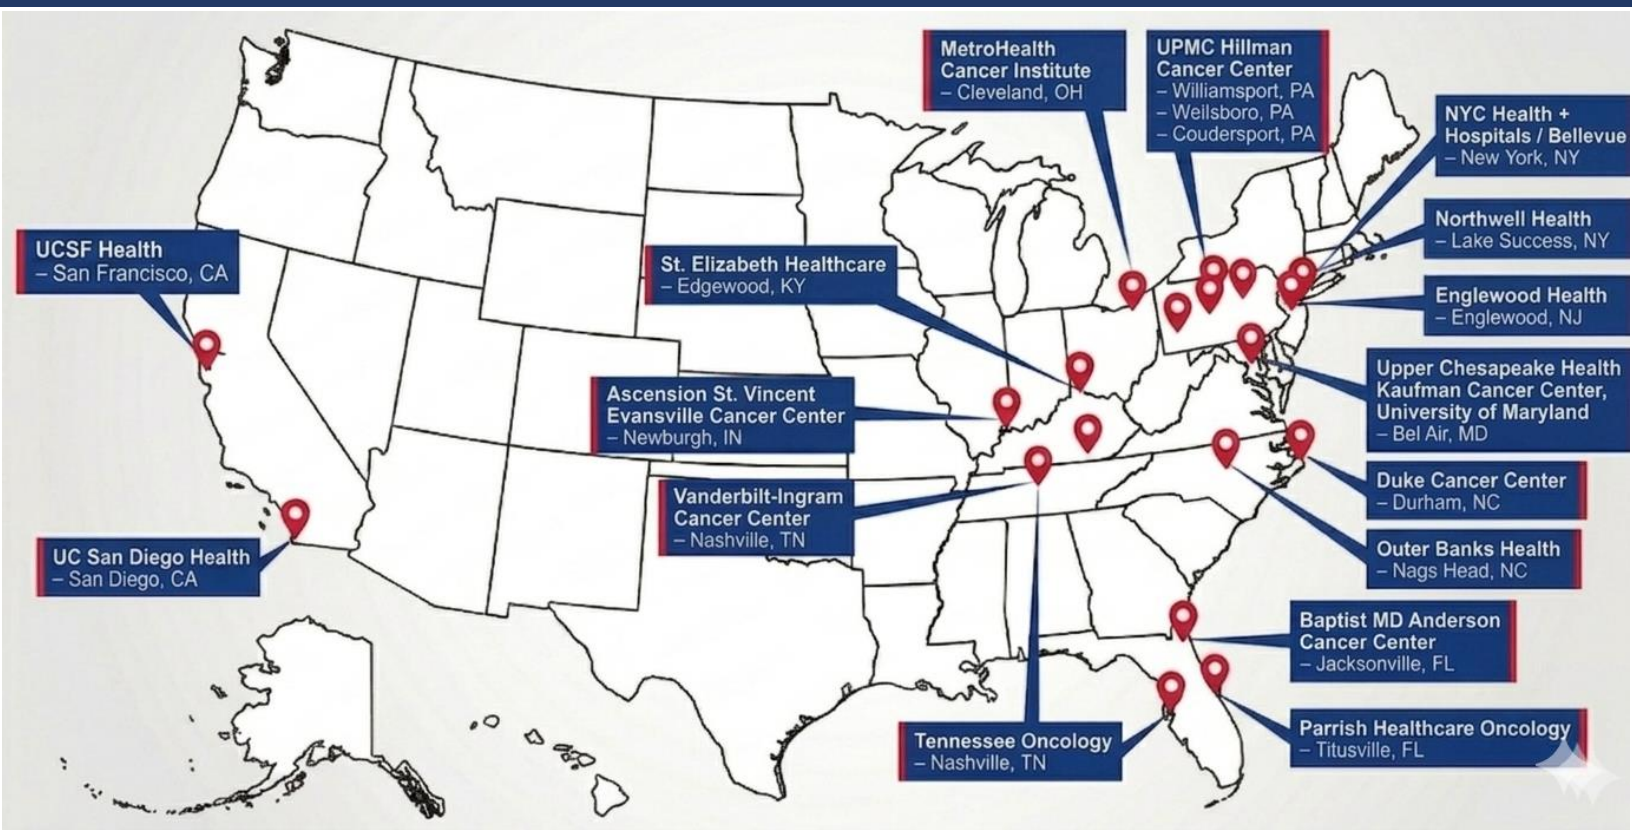 MetroHealth
Cancer Institute
– Cleveland, OH
UPMC Hillman
Cancer Center
– Williamsport, PA
– Weilsboro, PA
– Coudersport, PA
NYC Health +
Hospitals / Bellevue
– New York, NY
Northwell Health
– Lake Success, NY
UCSF Health
– San Francisco, CA
St. Elizabeth Healthcare
– Edgewood, KY
Englewood Health
– Englewood, NJ
Upper Chesapeake Health
Kaufman Cancer Center,
University of Maryland
– Bel Air, MD
Ascension St. Vincent
Evansville Cancer Center
– Newburgh, IN
Duke Cancer Center
– Durham, NC
Vanderbilt-Ingram
Cancer Center
– Nashville, TN
Outer Banks Health
– Nags Head, NC
UC San Diego Health
– San Diego, CA
Baptist MD Anderson
Cancer Center
– Jacksonville, FL
Parrish Healthcare Oncology
– Titusville, FL
Tennessee Oncology
– Nashville, TN